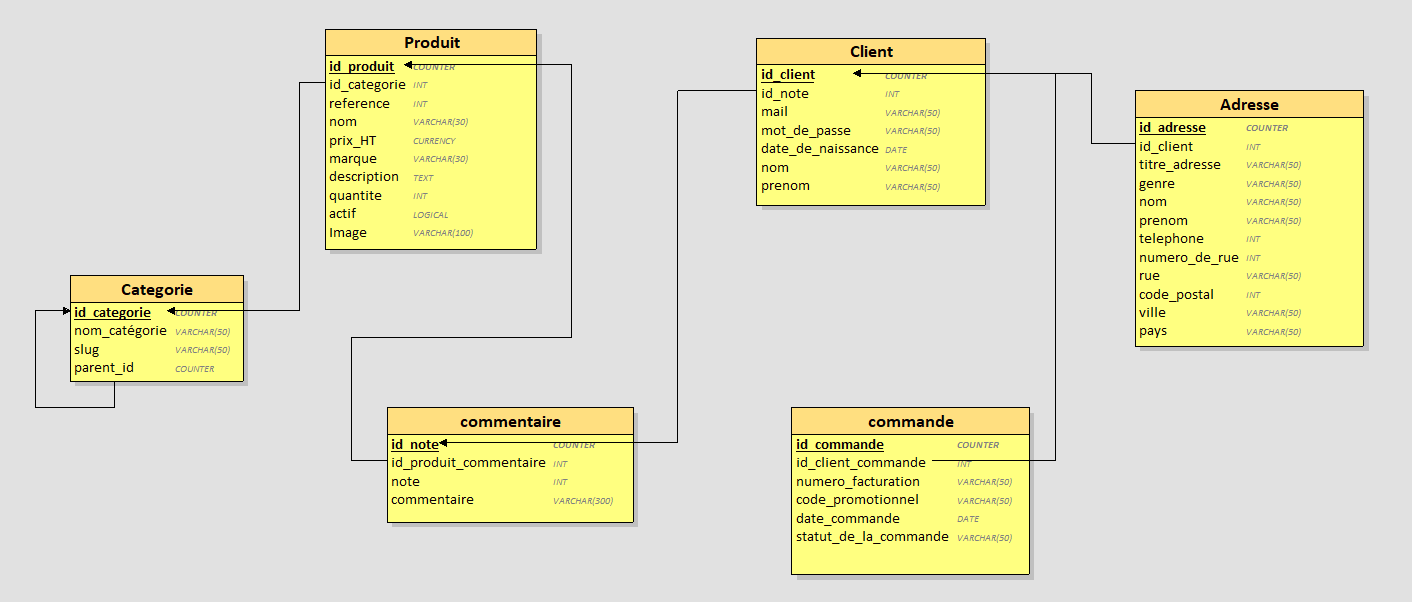 Produit
id_produit COUNTER
id_categorie INT
reference INT
nom VARCHAR(30)
prix_HT CURRENCY
marque VARCHAR(30)
description TEXT
quantite INT
actif LOGICAL
Image VARCHAR(100)
Client
id_client COUNTER
id_note INT
mail VARCHAR(50)
mot_de_passe VARCHAR(50)
date_de_naissance DATE
nom VARCHAR(50)
prenom VARCHAR(50)
Adresse
id_adresse COUNTER
id_client INT
titre_adresse VARCHAR(50)
genre VARCHAR(50)
nom VARCHAR(50)
prenom VARCHAR(50)
telephone INT
numero_de_rue INT
rue VARCHAR(50)
code_postal INT
ville VARCHAR(50)
pays VARCHAR(50)
Categorie
id_categorie COUNTER
nom_catégorie VARCHAR(50)
slug VARCHAR(50)
parent_id COUNTER
commentaire
id_note COUNTER
id_produit_commentaire INT
note INT
commentaire VARCHAR(300)
commande
id_commande COUNTER
id_client_commande INT
numero_facturation VARCHAR(50)
code_promotionnel VARCHAR(50)
date_commande DATE
statut_de_la_commande VARCHAR(50)